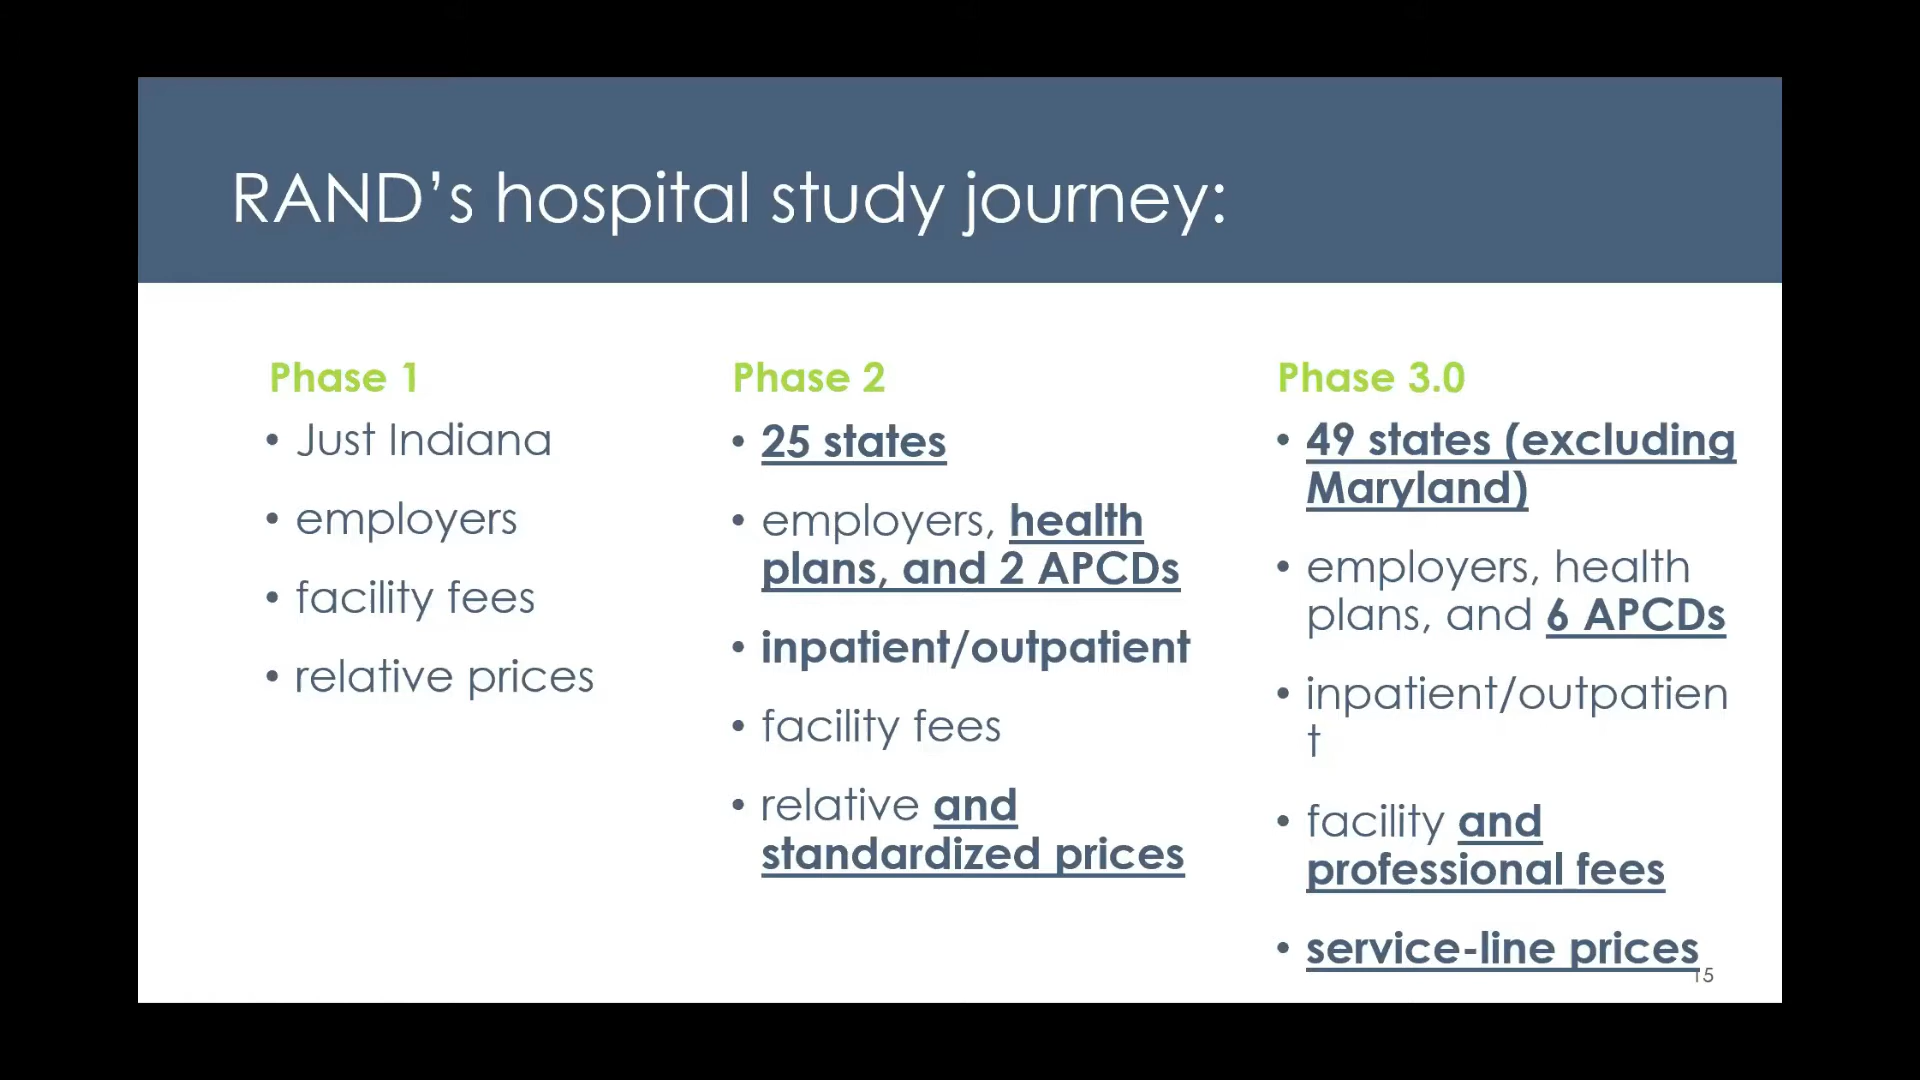 RAND’s hospital study journey:
Phase 1
• Just Indiana
• employers
• facility fees
• relative prices
Phase 2
• 25 states
• employers, health
plans, and 2 APCDs
• inpatient/outpatient
• facility fees
• relative and
standardized prices
Phase 3.0
• 49 states (excluding
Maryland)
• employers, health
plans, and 6 APCDs
• inpatient/outpatien
t
• facility and
professional fees
• service-line prices
15